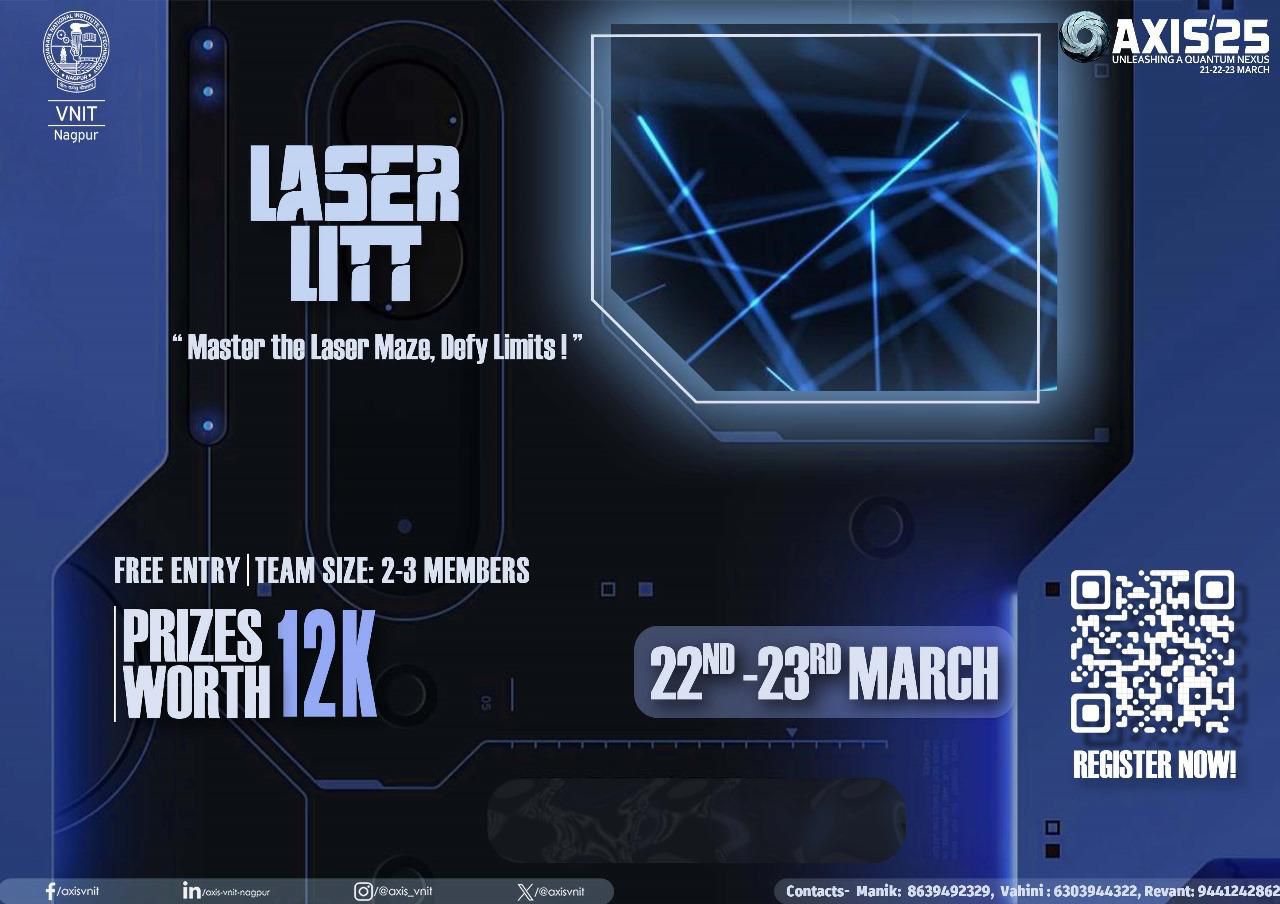 VNIT
Nagpur
AXIS'25
UNLEASHING A QUANTUM NEXUS
21-22-23 MARCH
LASER
LITT
“ Master the Laser Maze, Defy Limits ! ”
FREE ENTRY | TEAM SIZE: 2-3 MEMBERS
PRIZES
WORTH 12K
22ND -23RD MARCH
05
REGISTER NOW!
/axisvnit
/axis-vnit-nagpur
/@axis_vnit
/@axisvnit
Contacts- Manik: 8639492329, Vahini : 6303944322, Revant: 9441242862